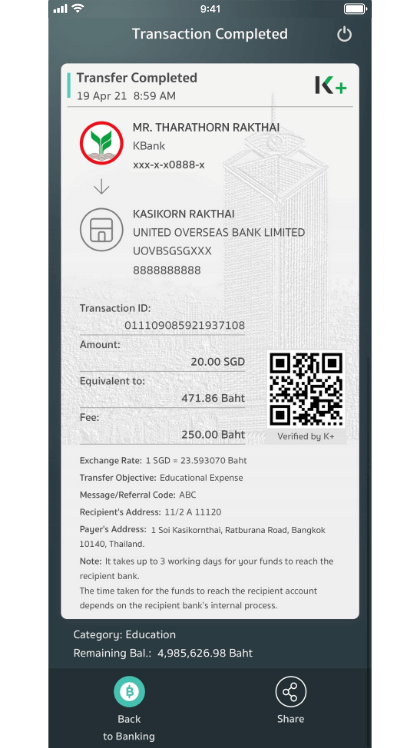 9:41
Transaction Completed
Transfer Completed
19 Apr 21 8:59 AM
K+
MR. THARATHORN RAKTHAI
KBank
xxx-x-x0888-x
KASIKORN RAKTHAI
UNITED OVERSEAS BANK LIMITED
UOVBSGSGXXX
8888888888
Transaction ID:
011109085921937108
Amount:
20.00 SGD
Equivalent to:
471.86 Baht
Fee:
250.00 Baht
Verified by K+
Exchange Rate: 1 SGD = 23.593070 Baht
Transfer Objective: Educational Expense
Message/Referral Code: ABC
Recipient's Address: 11/2 A 11120
Payer's Address: 1 Soi Kasikornthai, Ratburana Road, Bangkok
10140, Thailand.
Note: It takes up to 3 working days for your funds to reach the
recipient bank.
The time taken for the funds to reach the recipient account
depends on the recipient bank's internal process.
Category: Education
Remaining Bal.: 4,985,626.98 Baht
Back
to Banking
Share